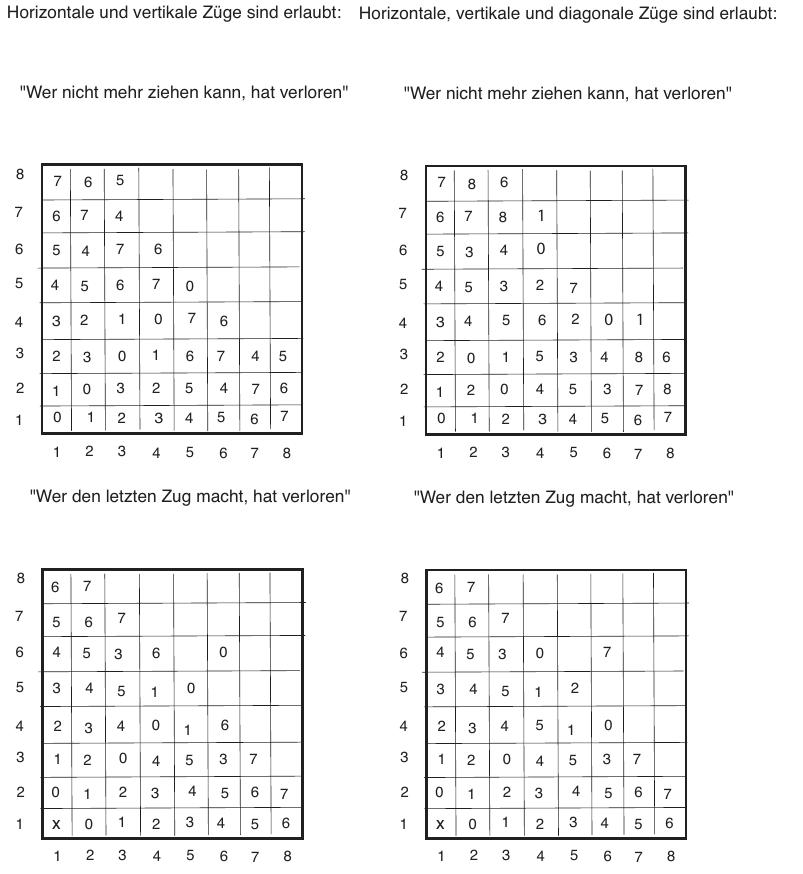 Horizontale und vertikale Züge sind erlaubt: Horizontale, vertikale und diagonale Züge sind erlaubt:
"Wer nicht mehr ziehen kann, hat verloren" "Wer nicht mehr ziehen kann, hat verloren"
8 7 6 5 8 7 8 6
7 6 7 4 7 6 7 8 1
6 5 4 7 6 6 5 3 4 0
5 4 5 6 7 0 5 4 5 3 2 7
4 3 2 1 0 7 6 4 3 4 5 6 2 0 1
3 2 3 0 1 6 7 4 5 3 2 0 1 5 3 4 8 6
2 1 0 3 2 5 4 7 6 2 1 2 0 4 5 3 7 8
1 0 1 2 3 4 5 6 7 1 0 1 2 3 4 5 6 7
1 2 3 4 5 6 7 8 1 2 3 4 5 6 7 8
"Wer den letzten Zug macht, hat verloren" "Wer den letzten Zug macht, hat verloren"
8 6 7 8 6 7
7 5 6 7 7 5 6 7
6 4 5 3 6 0 6 4 5 3 0 7
5 3 4 5 1 0 5 3 4 5 1 2
4 2 3 4 0 1 6 4 2 3 4 5 1 0
3 1 2 0 4 5 3 7 3 1 2 0 4 5 3 7
2 0 1 2 3 4 5 6 7 2 0 1 2 3 4 5 6 7
1 x 0 1 2 3 4 5 6 1 x 0 1 2 3 4 5 6
1 2 3 4 5 6 7 8 1 2 3 4 5 6 7 8